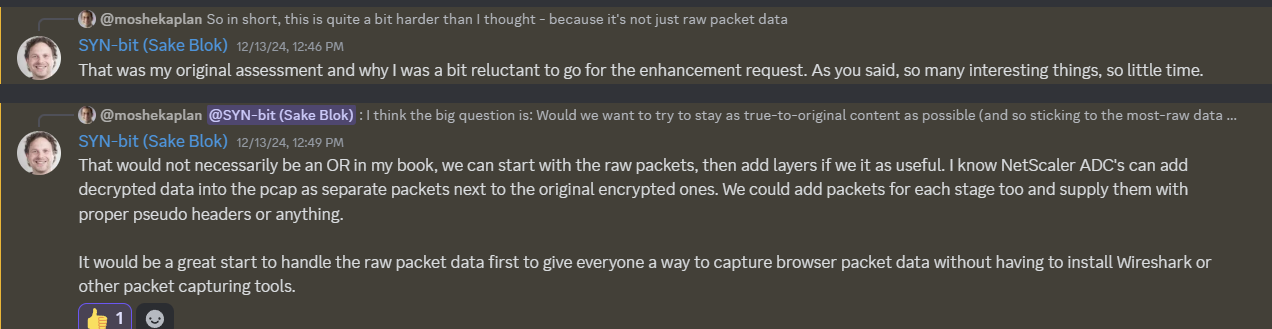 @moshekaplan So in short, this is quite a bit harder than I thought - because it's not just raw packet data
SYN-bit (Sake Blok) 12/13/24, 12:46 PM
That was my original assessment and why I was a bit reluctant to go for the enhancement request. As you said, so many interesting things, so little time.
@moshekaplan @SYN-bit (Sake Blok) : I think the big question is: Would we want to try to stay as true-to-original content as possible (and so sticking to the most-raw data ...
SYN-bit (Sake Blok) 12/13/24, 12:49 PM
That would not necessarily be an OR in my book, we can start with the raw packets, then add layers if we it as useful. I know NetScaler ADC's can add
decrypted data into the pcap as separate packets next to the original encrypted ones. We could add packets for each stage too and supply them with
proper pseudo headers or anything.
It would be a great start to handle the raw packet data first to give everyone a way to capture browser packet data without having to install Wireshark or
other packet capturing tools.
1